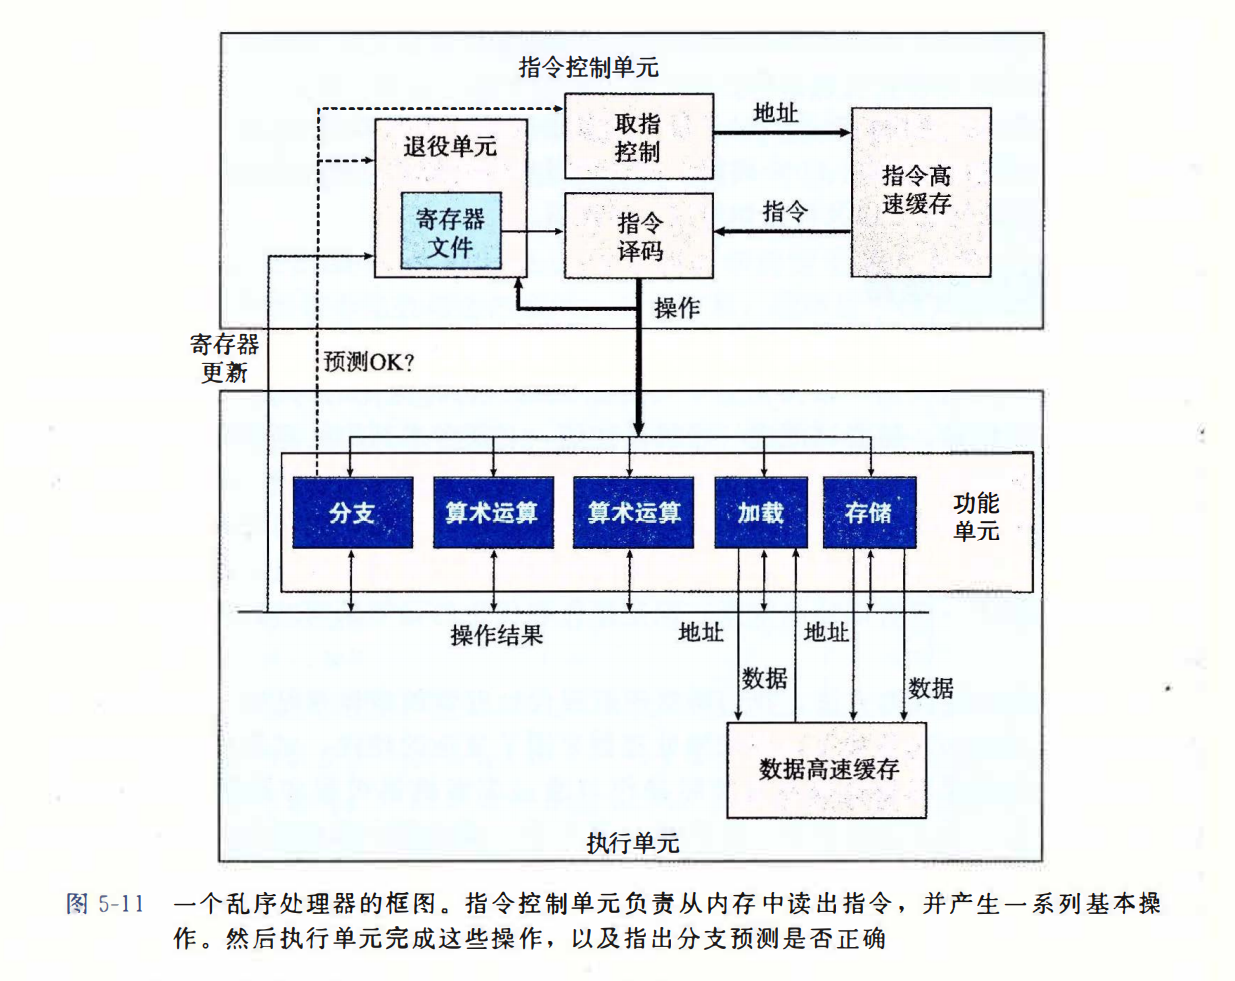 指令控制单元
取指
控制
地址
退役单元
指令高
速缓存
寄存器
文件
指令
译码
指令
操作
寄存器
更新
预测OK?
分支
算术运算
算术运算
加载
存储
功能
单元
操作结果
地址
地址
数据
数据
数据高速缓存
执行单元
图 5-11 一个乱序处理器的框图。指令控制单元负责从内存中读出指令，并产生一系列基本操
作。然后执行单元完成这些操作，以及指出分支预测是否正确